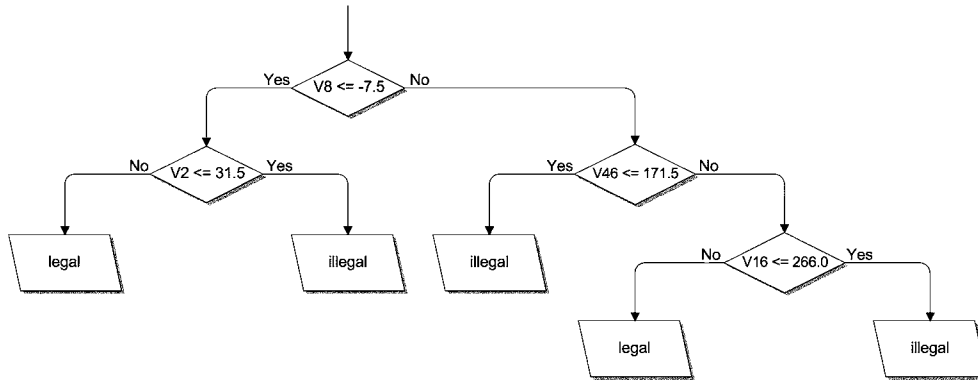 Yes
V8 <= -7.5
No
No
V2 <= 31.5
Yes
Yes
V46 <= 171.5
No
legal
illegal
illegal
No
V16 <= 266.0
Yes
legal
illegal